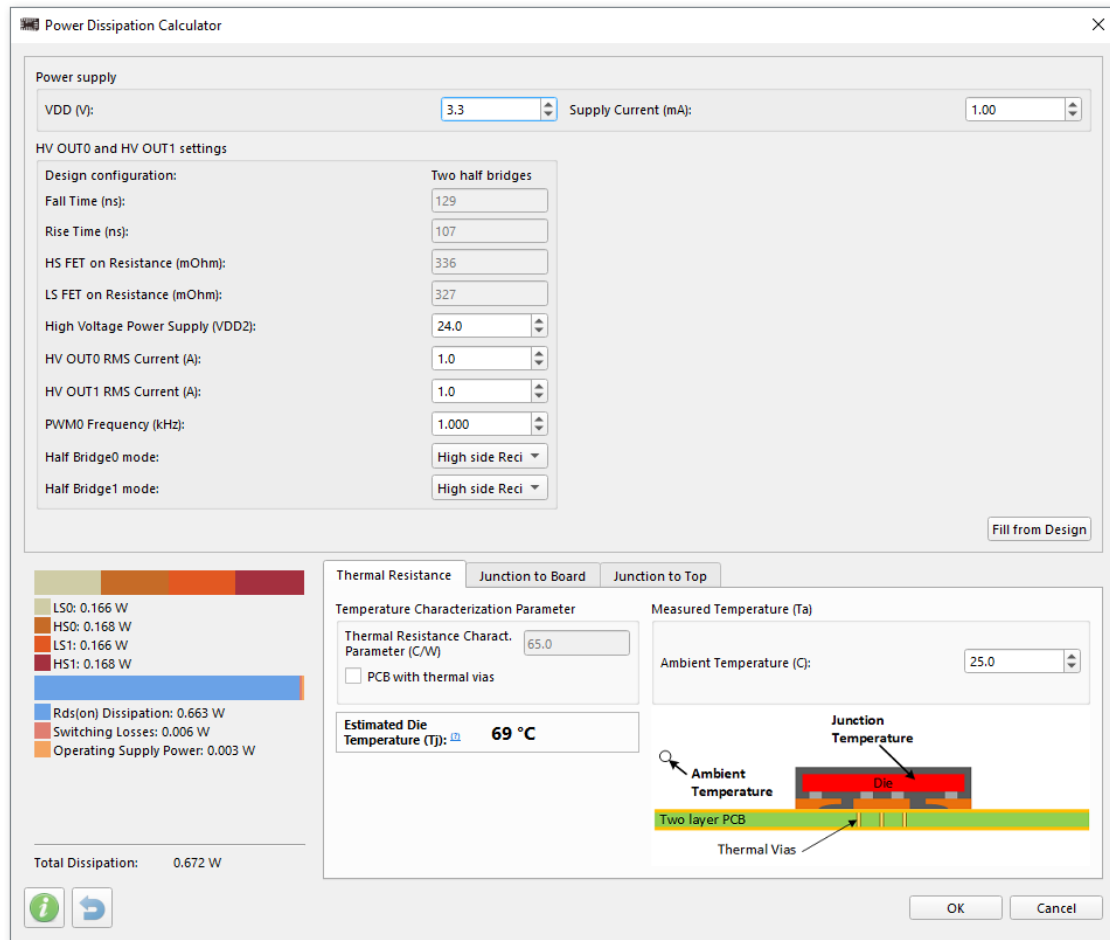 Power Dissipation Calculator
Power supply
VDD (V): 3.3 Supply Current (mA): 1.00
HV OUT0 and HV OUT1 settings
Design configuration: Two half bridges
Fall Time (ns): 129
Rise Time (ns): 107
HS FET on Resistance (mOhm): 336
LS FET on Resistance (mOhm): 327
High Voltage Power Supply (VDD2): 24.0
HV OUT0 RMS Current (A): 1.0
HV OUT1 RMS Current (A): 1.0
PWM0 Frequency (kHz): 1.000
Half Bridge0 mode: High side Reci
Half Bridge1 mode: High side Reci
Fill from Design
LS0: 0.166 W
HS0: 0.168 W
LS1: 0.166 W
HS1: 0.168 W
Rds(on) Dissipation: 0.663 W
Switching Losses: 0.006 W
Operating Supply Power: 0.003 W
Total Dissipation: 0.672 W
Thermal Resistance Junction to Board Junction to Top
Temperature Characterization Parameter
Thermal Resistance Charact.
Parameter (C/W) 65.0
PCB with thermal vias
Estimated Die
Temperature (Tj): (?) 69 °C
Measured Temperature (Ta)
Ambient Temperature (C): 25.0
Junction
Temperature
Ambient
Temperature
Die
Two layer PCB
Thermal Vias
OK Cancel